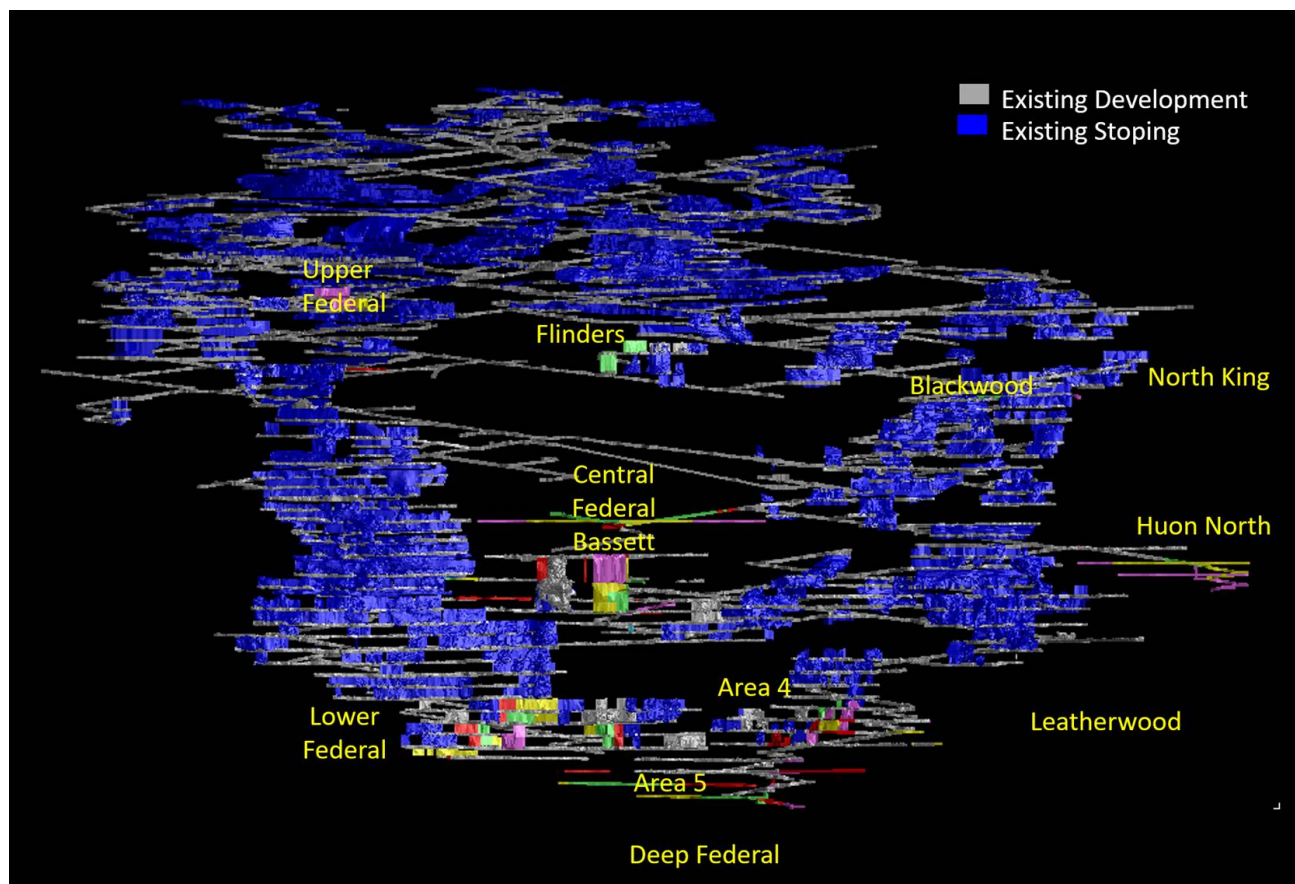 Existing Development
Existing Stoping
Upper
Federal
Flinders
North King
Blackwood
Central
Federal
Bassett
Huon North
Area 4
Lower
Federal
Leatherwood
Area 5
Deep Federal